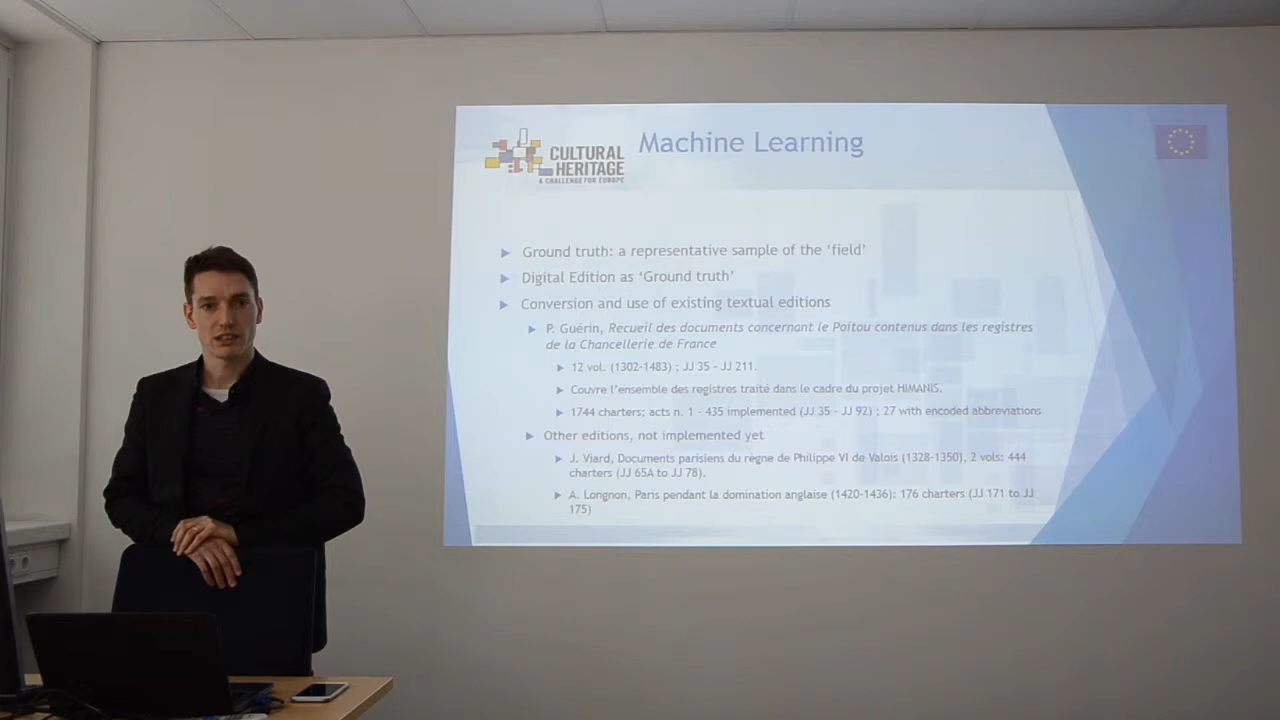 CULTURAL
HERITAGE
A CHALLENGE FOR EUROPE
Machine Learning
Ground truth: a representative sample of the ‘field’
Digital Edition as ‘Ground truth’
Conversion and use of existing textual editions
P. Guérin, Recueil des documents concernant le Poitou contenus dans les registres
de la Chancellerie de France
12 vol. (1302-1483) ; JJ 35 – JJ 211.
Couvre l’ensemble des registres traité dans le cadre du projet HIMANIS.
1744 charters; acts n. 1 – 435 implemented (JJ 35 – JJ 92) ; 27 with encoded abbreviations
Other editions, not implemented yet
J. Viard, Documents parisiens du règne de Philippe VI de Valois (1328-1350), 2 vols: 444
charters (JJ 65A to JJ 78).
A. Longnon, Paris pendant la domination anglaise (1420-1436): 176 charters (JJ 171 to JJ
175)